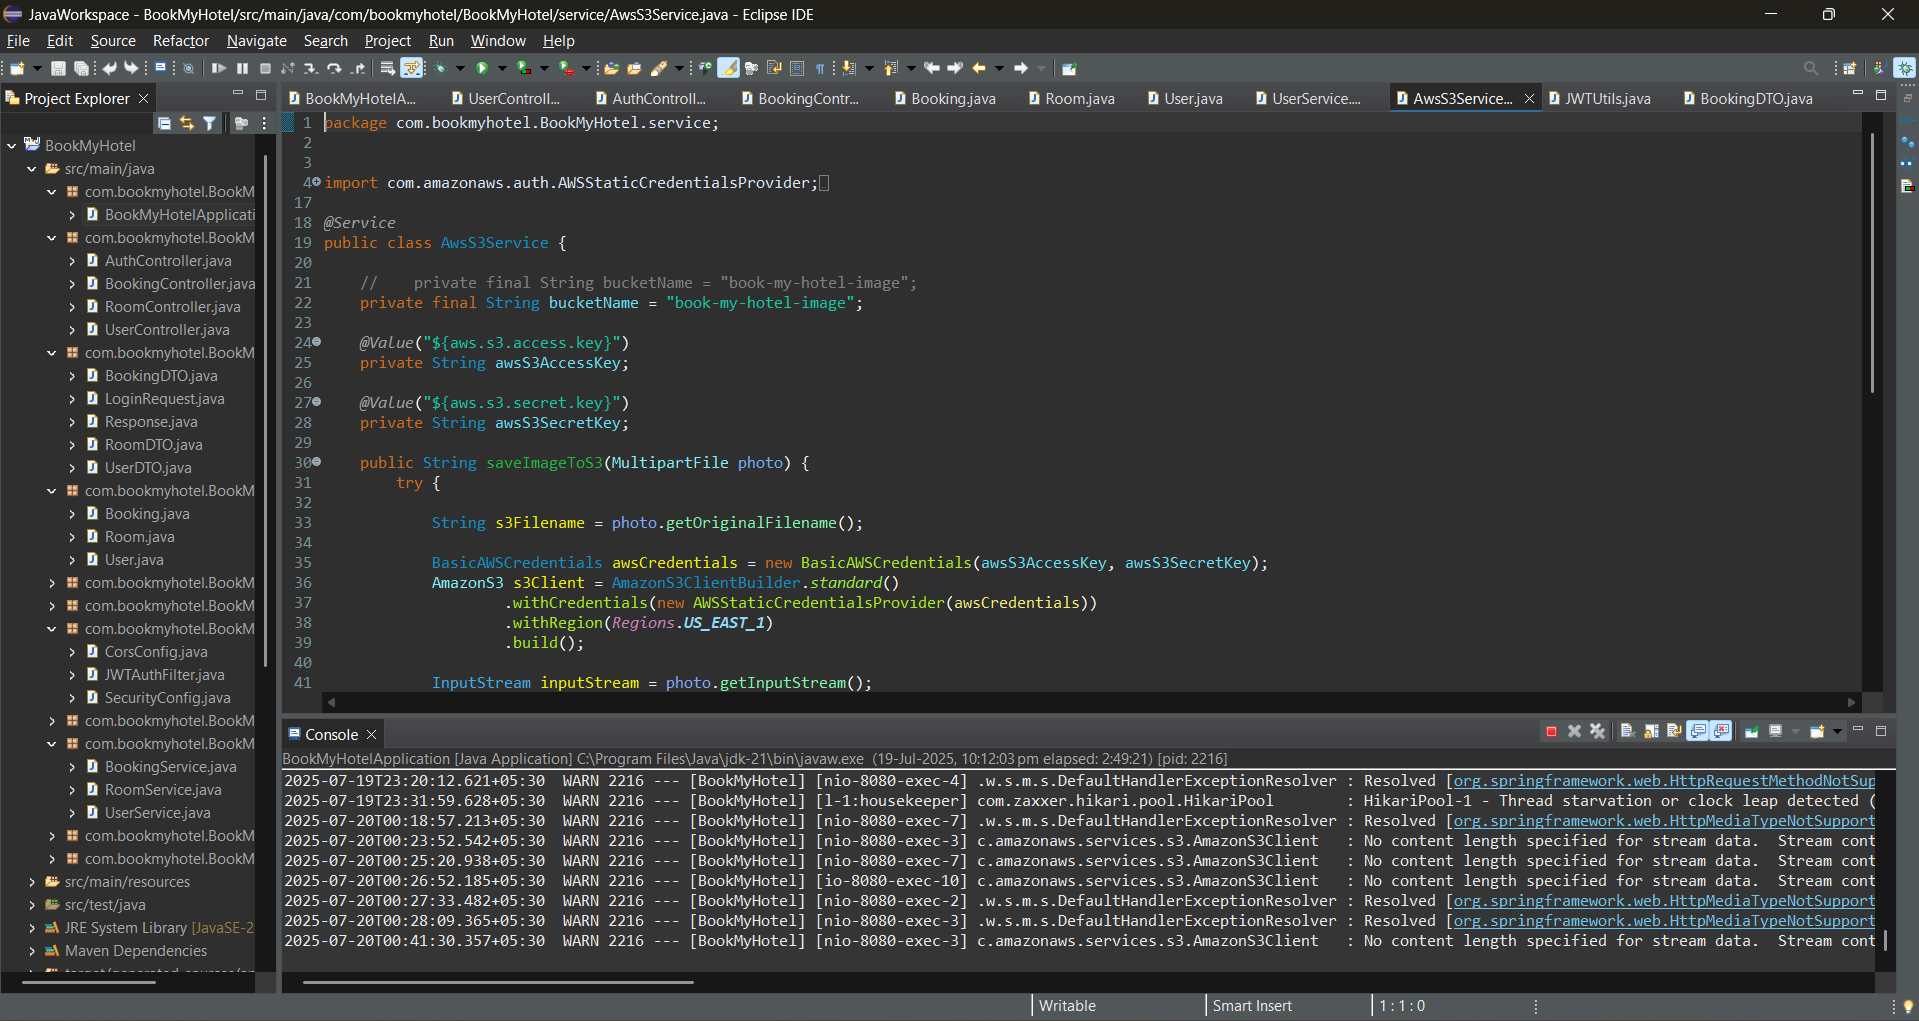 JavaWorkspace - BookMyHotel/src/main/java/com/bookmyhotel/BookMyHotel/service/AwsS3Service.java - Eclipse IDE
File Edit Source Refactor Navigate Search Project Run Window Help
Project Explorer
BookMyHotelA... UserControll... AuthControll... BookingContr... Booking.java Room.java User.java UserService.... AwsS3Service... JWTUtils.java BookingDTO.java
BookMyHotel
src/main/java
com.bookmyhotel.BookM
BookMyHotelApplicati
com.bookmyhotel.BookM
AuthController.java
BookingController.java
RoomController.java
UserController.java
com.bookmyhotel.BookM
BookingDTO.java
LoginRequest.java
Response.java
RoomDTO.java
UserDTO.java
com.bookmyhotel.BookM
Booking.java
Room.java
User.java
com.bookmyhotel.BookM
com.bookmyhotel.BookM
com.bookmyhotel.BookM
CorsConfig.java
JWTAuthFilter.java
SecurityConfig.java
com.bookmyhotel.BookM
com.bookmyhotel.BookM
BookingService.java
RoomService.java
UserService.java
com.bookmyhotel.BookM
com.bookmyhotel.BookM
src/main/resources
src/test/java
JRE System Library [JavaSE-2
Maven Dependencies
1 package com.bookmyhotel.BookMyHotel.service;
2
3
4 import com.amazonaws.auth.AWSStaticCredentialsProvider;
17
18 @Service
19 public class AwsS3Service {
20
21 // private final String bucketName = "book-my-hotel-image";
22 private final String bucketName = "book-my-hotel-image";
23
24 @Value("${aws.s3.access.key}")
25 private String awsS3AccessKey;
26
27 @Value("${aws.s3.secret.key}")
28 private String awsS3SecretKey;
29
30 public String saveImageToS3(MultipartFile photo) {
31 try {
32
33 String s3Filename = photo.getOriginalFilename();
34
35 BasicAWSCredentials awsCredentials = new BasicAWSCredentials(awsS3AccessKey, awsS3SecretKey);
36 AmazonS3 s3Client = AmazonS3ClientBuilder.standard()
37 .withCredentials(new AWSStaticCredentialsProvider(awsCredentials))
38 .withRegion(Regions.US_EAST_1)
39 .build();
40
41 InputStream inputStream = photo.getInputStream();
Console
BookMyHotelApplication [Java Application] C:\Program Files\Java\jdk-21\bin\javaw.exe (19-Jul-2025, 10:12:03 pm elapsed: 2:49:21) [pid: 2216]
2025-07-19T23:20:12.621+05:30 WARN 2216 --- [BookMyHotel] [nio-8080-exec-4] .w.s.m.s.DefaultHandlerExceptionResolver : Resolved [org.springframework.web.HttpRequestMethodNotSup
2025-07-19T23:31:59.628+05:30 WARN 2216 --- [BookMyHotel] [l-1:housekeeper] com.zaxxer.hikari.pool.HikariPool : HikariPool-1 - Thread starvation or clock leap detected (
2025-07-20T00:18:57.213+05:30 WARN 2216 --- [BookMyHotel] [nio-8080-exec-7] .w.s.m.s.DefaultHandlerExceptionResolver : Resolved [org.springframework.web.HttpMediaTypeNotSupport
2025-07-20T00:23:52.542+05:30 WARN 2216 --- [BookMyHotel] [nio-8080-exec-3] c.amazonaws.services.s3.AmazonS3Client : No content length specified for stream data. Stream cont
2025-07-20T00:25:20.938+05:30 WARN 2216 --- [BookMyHotel] [nio-8080-exec-7] c.amazonaws.services.s3.AmazonS3Client : No content length specified for stream data. Stream cont
2025-07-20T00:26:52.185+05:30 WARN 2216 --- [BookMyHotel] [io-8080-exec-10] c.amazonaws.services.s3.AmazonS3Client : No content length specified for stream data. Stream cont
2025-07-20T00:27:33.482+05:30 WARN 2216 --- [BookMyHotel] [nio-8080-exec-2] .w.s.m.s.DefaultHandlerExceptionResolver : Resolved [org.springframework.web.HttpMediaTypeNotSupport
2025-07-20T00:28:09.365+05:30 WARN 2216 --- [BookMyHotel] [nio-8080-exec-3] .w.s.m.s.DefaultHandlerExceptionResolver : Resolved [org.springframework.web.HttpMediaTypeNotSupport
2025-07-20T00:41:30.357+05:30 WARN 2216 --- [BookMyHotel] [nio-8080-exec-3] c.amazonaws.services.s3.AmazonS3Client : No content length specified for stream data. Stream cont
Writable Smart Insert 1 : 1 : 0